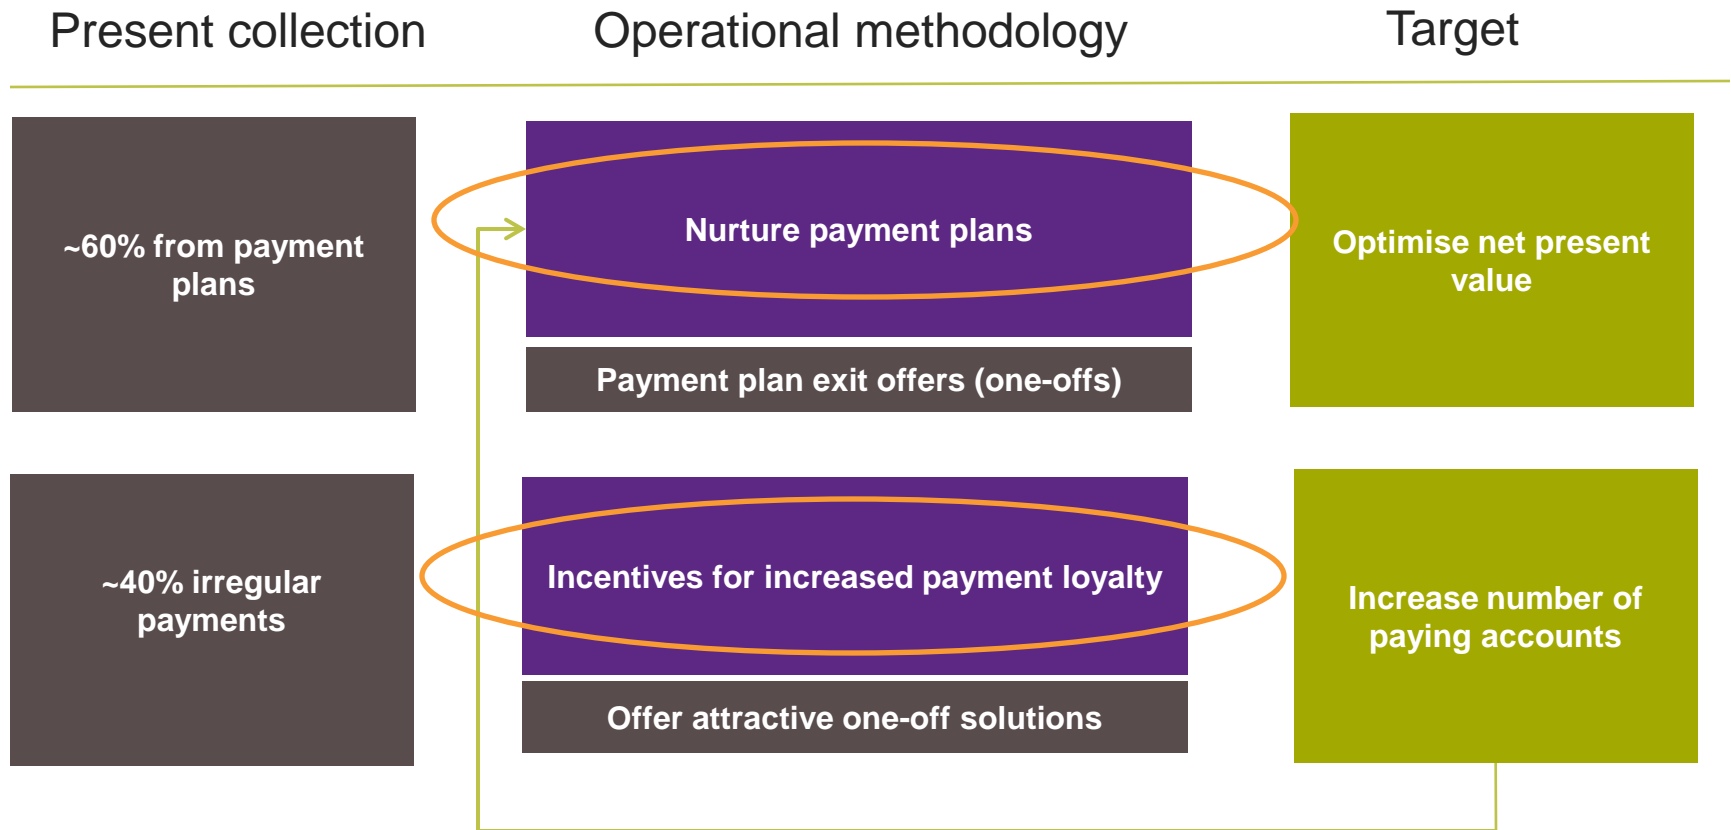 Present collection
Operational methodology
Target
~60% from payment
plans
Nurture payment plans
Payment plan exit offers (one-offs)
Optimise net present
value
~40% irregular
payments
Incentives for increased payment loyalty
Offer attractive one-off solutions
Increase number of
paying accounts